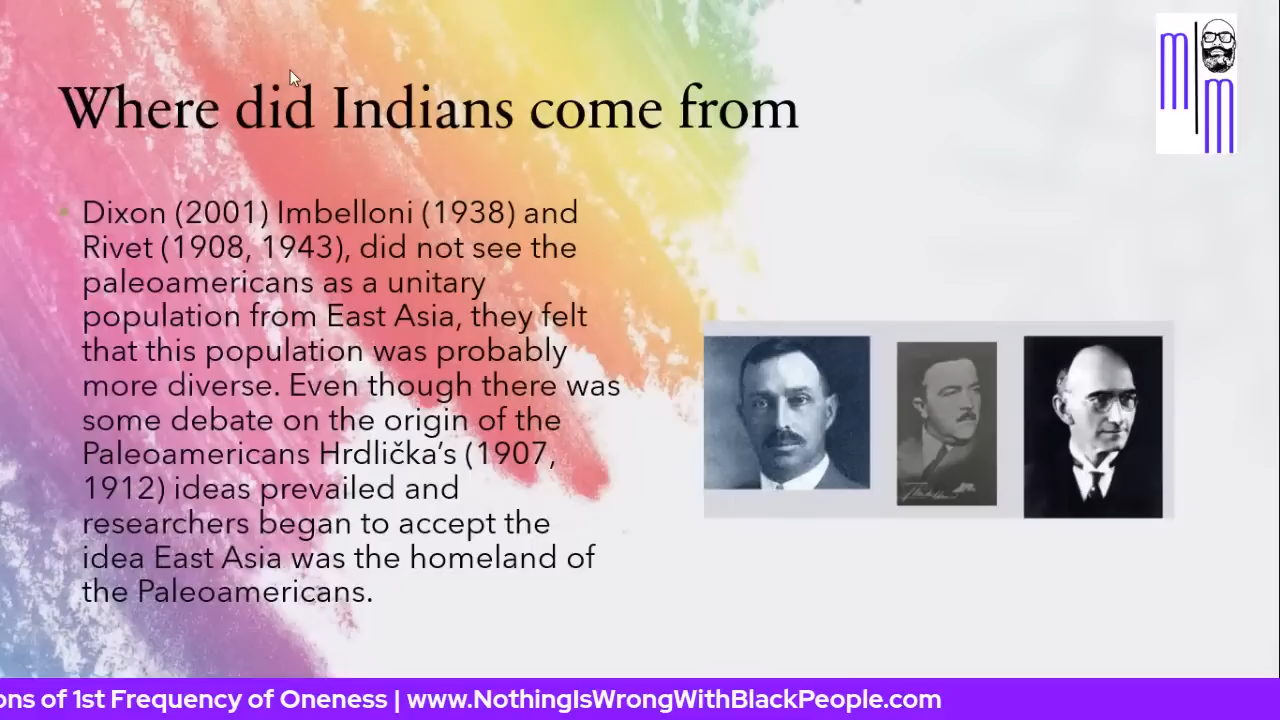 Where did Indians come from
Dixon (2001) Imbelloni (1938) and
Rivet (1908, 1943), did not see the
paleoamericans as a unitary
population from East Asia, they felt
that this population was probably
more diverse. Even though there was
some debate on the origin of the
Paleoamericans Hrdlička’s (1907,
1912) ideas prevailed and
researchers began to accept the
idea East Asia was the homeland of
the Paleoamericans.
m
m
ons of 1st Frequency of Oneness | www.NothingIsWrongWithBlackPeople.com